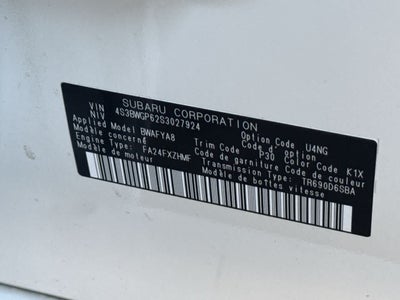 SUBARU CORPORATION
VIN 4S3BWGP62S3027924
Applied Model BWAFYA8 Option Code U4NG
Modèle concerné Code d'option
Engine Type FA24FXZHMF Trim Code P30 Color Code K1X
Modèle de moteur Code de garniture Code de couleur
Transmission Type TR690D6SBA
Modèle de boîtes vitesse